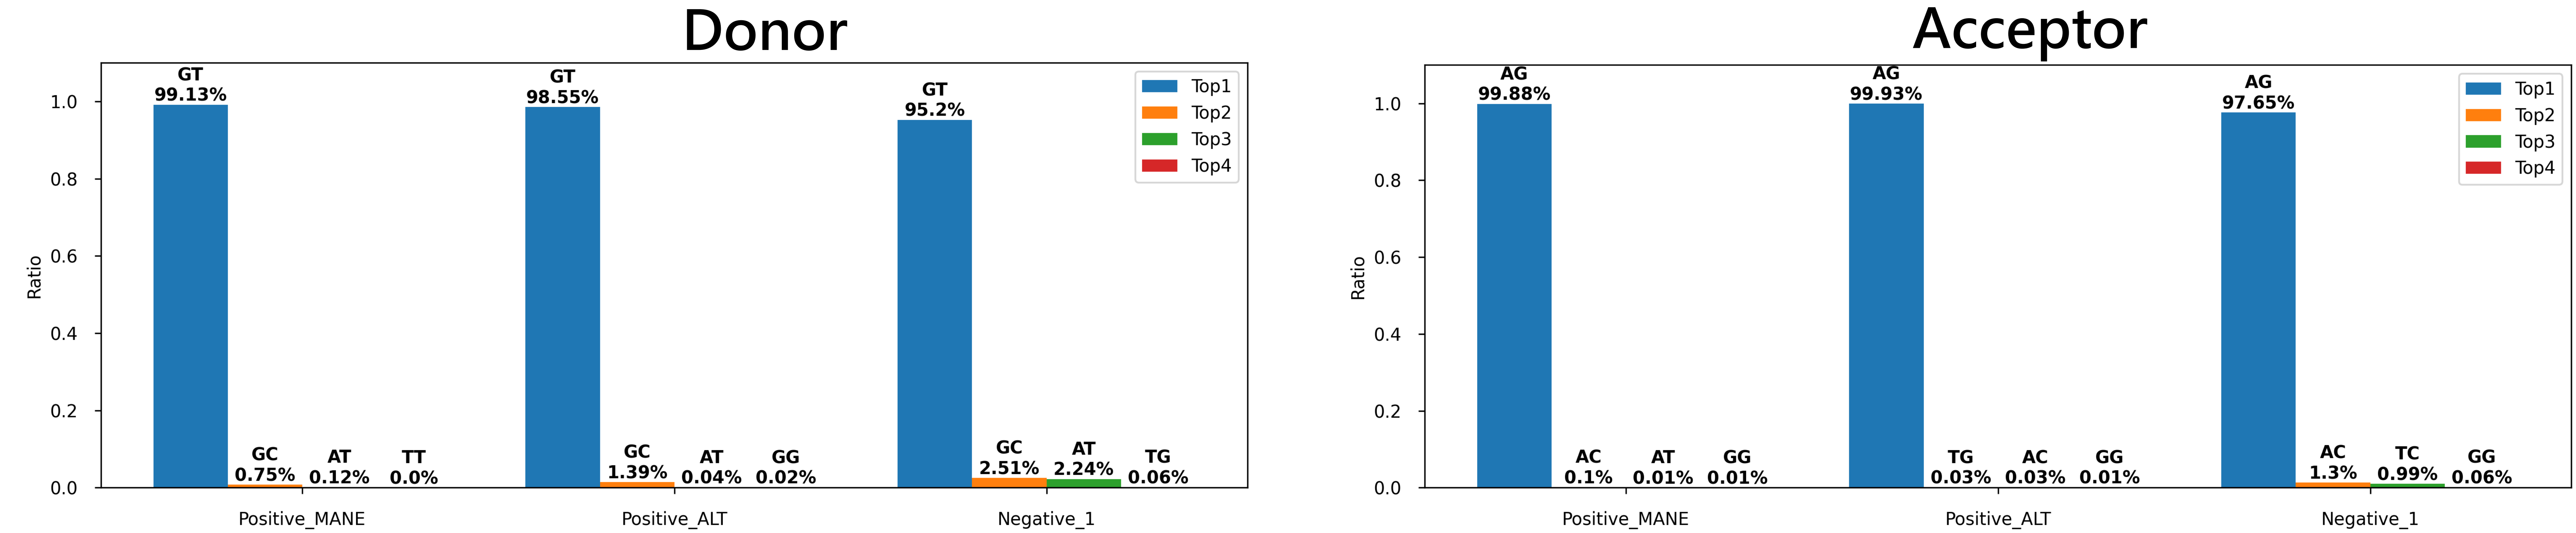 Donor
Ratio
1.0
0.8
0.6
0.4
0.2
0.0
GT
99.13%
GC
0.75%
AT
0.12%
TT
0.0%
GT
98.55%
GC
1.39%
AT
0.04%
GG
0.02%
GT
95.2%
GC
2.51%
AT
2.24%
TG
0.06%
Top1
Top2
Top3
Top4
Positive_MANE
Positive_ALT
Negative_1
Acceptor
Ratio
1.0
0.8
0.6
0.4
0.2
0.0
AG
99.88%
AC
0.1%
AT
0.01%
GG
0.01%
AG
99.93%
TG
0.03%
AC
0.03%
GG
0.01%
AG
97.65%
AC
1.3%
TC
0.99%
GG
0.06%
Top1
Top2
Top3
Top4
Positive_MANE
Positive_ALT
Negative_1